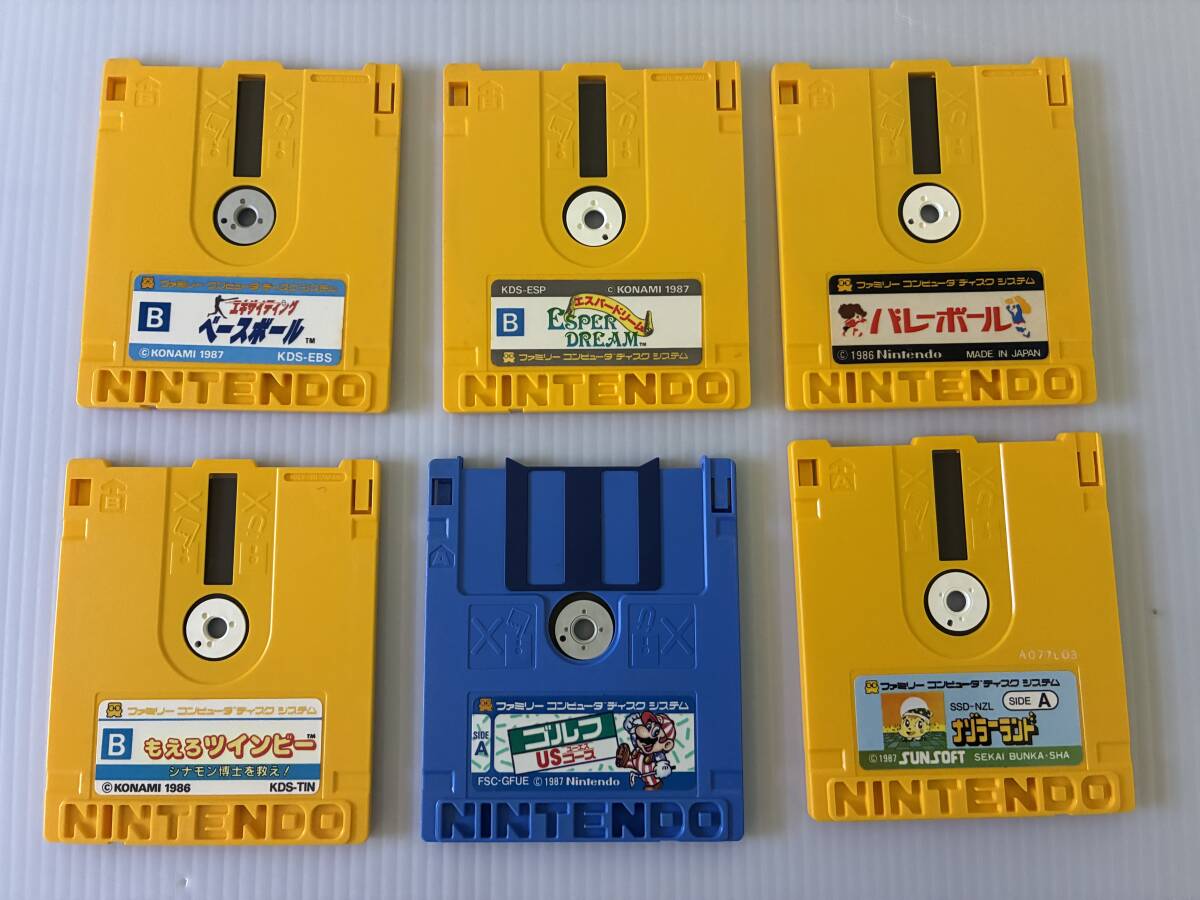 B
ファミリー コンピュータ ディスク システム
B
エキサイティング
ベースボール™
© KONAMI 1987 KDS-EBS
NINTENDO
B
KDS-ESP © KONAMI 1987
B
エスパードリーム
ESPER
DREAM™
ファミリー コンピュータ ディスク システム
NINTENDO
B
ファミリー コンピュータ ディスク システム
バレーボール
© 1986 Nintendo MADE IN JAPAN
NINTENDO
B
ファミリー コンピュータ ディスク システム
B
もえろツインビー™
シナモン博士を救え!
© KONAMI 1986 KDS-TIN
NINTENDO
A
ファミリー コンピュータ ディスク システム
SIDE
A
ゴルフ
US コース
ユーエス
FSC-GFUE © 1987 Nintendo
NINTENDO
A
A077L03
ファミリー コンピュータ ディスク システム
SSD-NZL SIDE A
ナゾラーランド
© 1987 SUNSOFT SEKAI BUNKA・SHA
NINTENDO